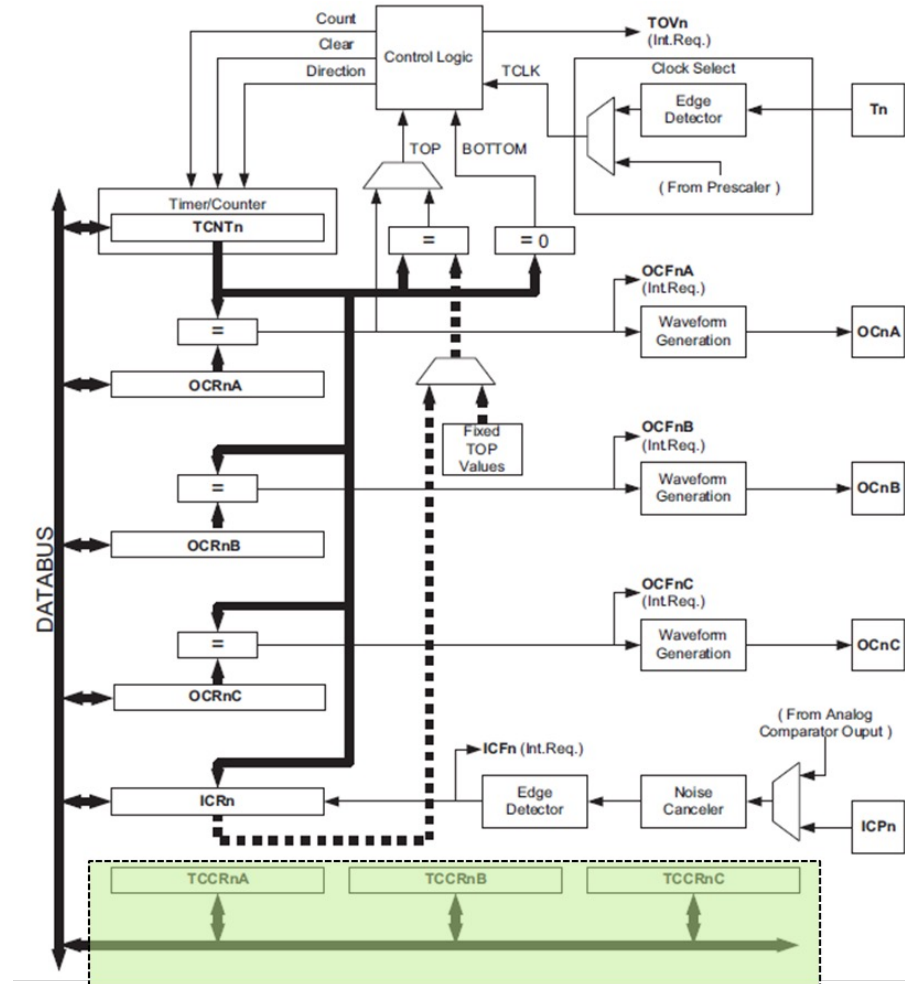 Count
Clear
Direction
Control Logic
TOVn
(Int.Req.)
Clock Select
TCLK
Edge
Detector
Tn
( From Prescaler )
TOP
BOTTOM
Timer/Counter
TCNTn
=
= 0
=
OCRnA
OCFnA
(Int.Req.)
Waveform
Generation
OCnA
Fixed
TOP
Values
=
OCRnB
OCFnB
(Int.Req.)
Waveform
Generation
OCnB
DATABUS
=
OCRnC
OCFnC
(Int.Req.)
Waveform
Generation
OCnC
( From Analog
Comparator Ouput )
ICFn (Int.Req.)
ICRn
Edge
Detector
Noise
Canceler
ICPn
TCCRnA
TCCRnB
TCCRnC